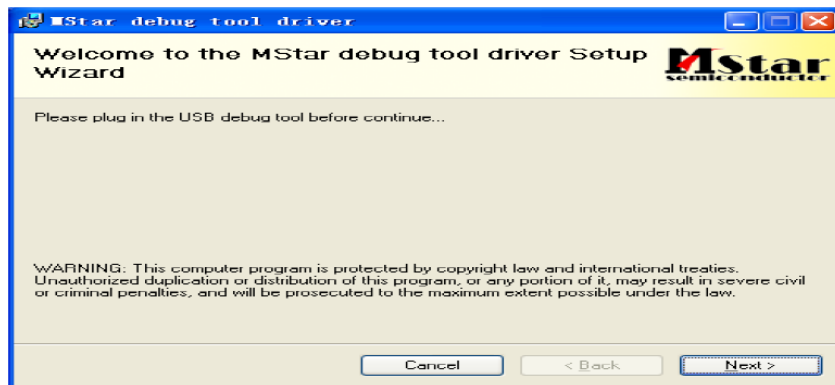 MStar debug tool driver
Welcome to the MStar debug tool driver Setup
Wizard
MStar
semiconductor
Please plug in the USB debug tool before continue...
WARNING: This computer program is protected by copyright law and international treaties.
Unauthorized duplication or distribution of this program, or any portion of it, may result in severe civil
or criminal penalties, and will be prosecuted to the maximum extent possible under the law.
Cancel
< Back
Next >